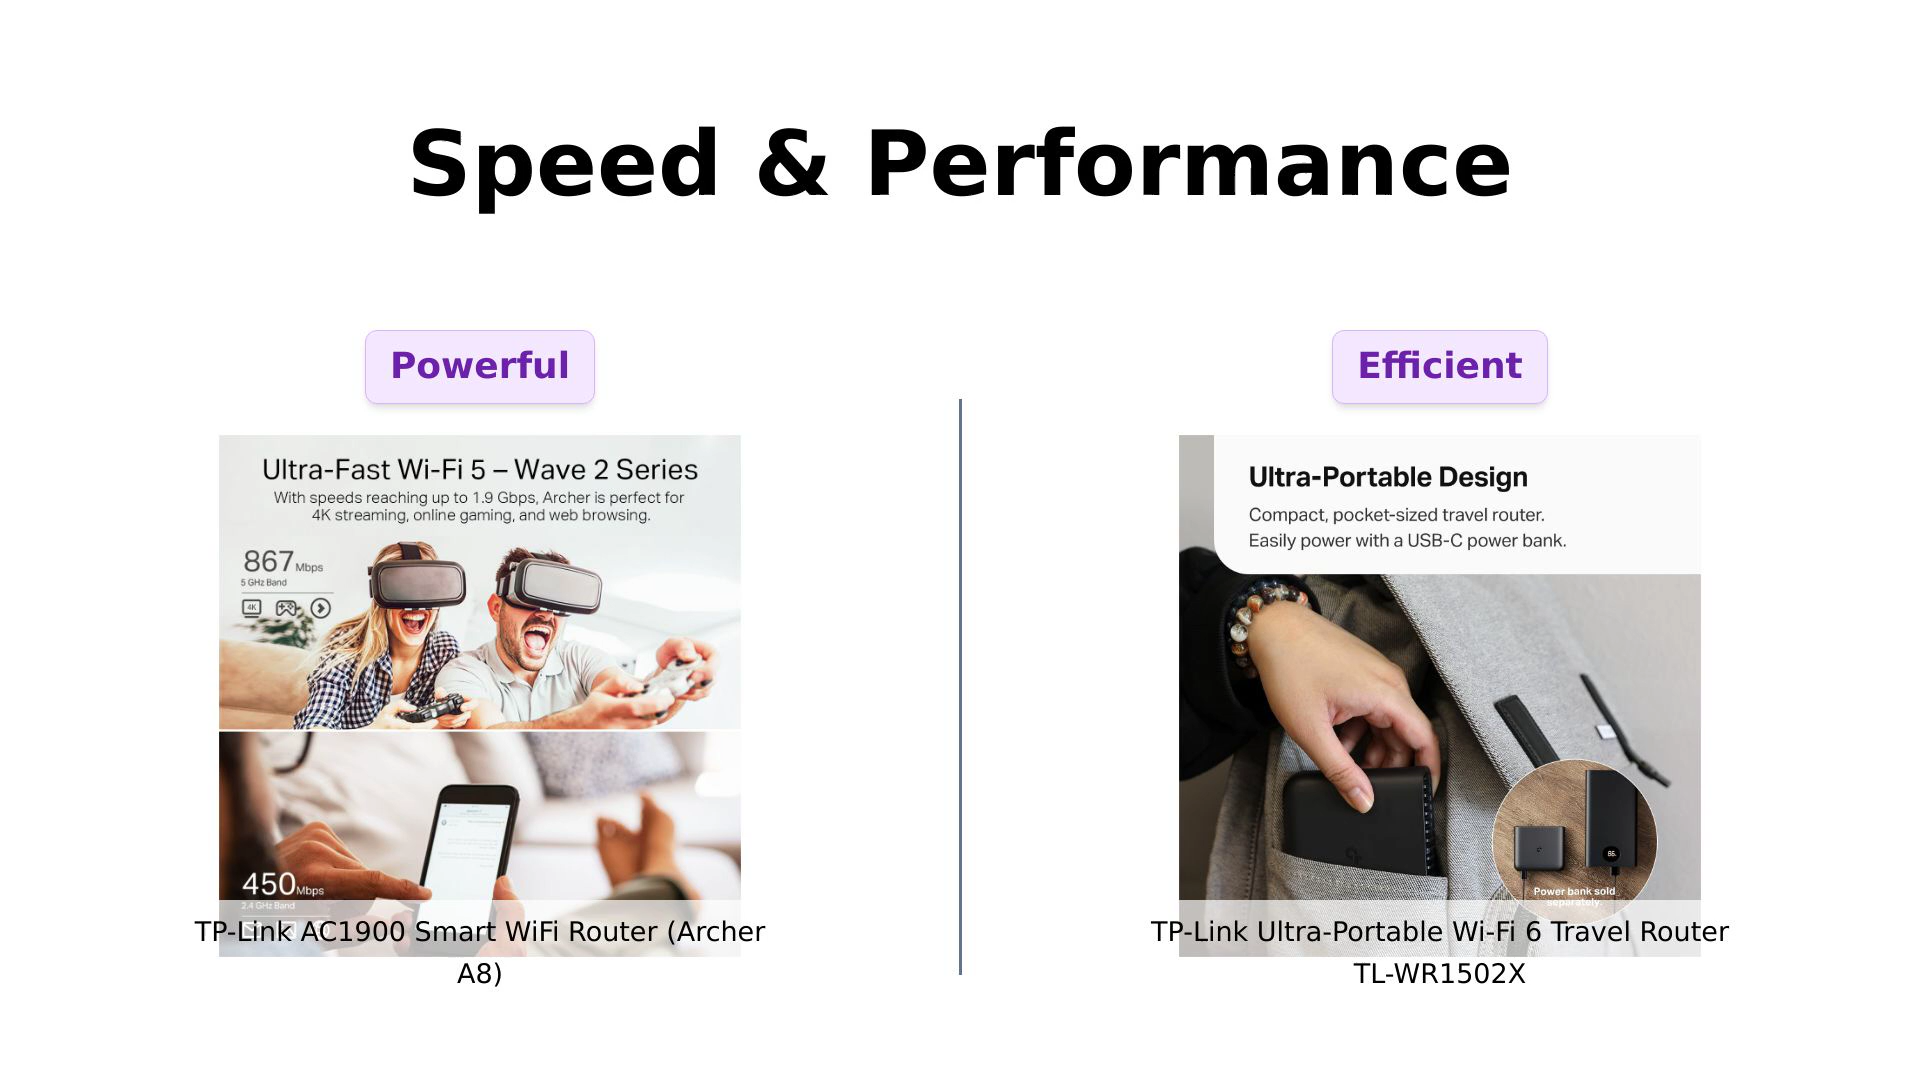 Speed & Performance
Powerful
Ultra-Fast Wi-Fi 5 – Wave 2 Series
With speeds reaching up to 1.9 Gbps, Archer is perfect for
4K streaming, online gaming, and web browsing.
867 Mbps
5 GHz Band
4K
450 Mbps
2.4 GHz Band
TP-Link AC1900 Smart WiFi Router (Archer
A8)
Efficient
Ultra-Portable Design
Compact, pocket-sized travel router.
Easily power with a USB-C power bank.
Power bank sold
separately.
TP-Link Ultra-Portable Wi-Fi 6 Travel Router
TL-WR1502X